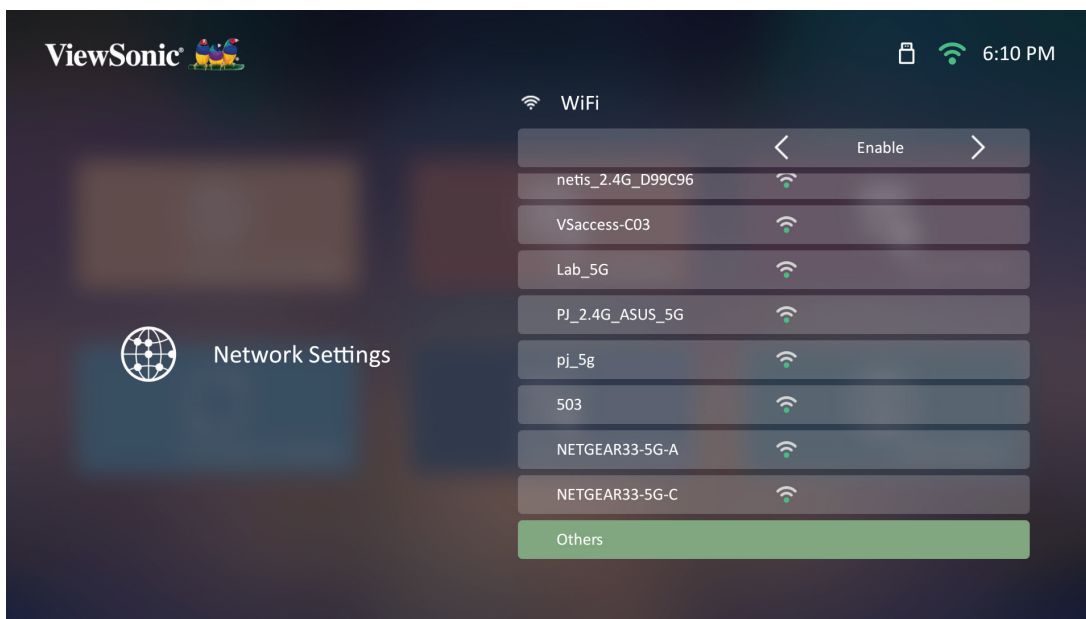 ViewSonic®
6:10 PM
WiFi
Enable
netis_2.4G_D99C96
VSaccess-C03
Lab_5G
PJ_2.4G_ASUS_5G
Network Settings
pj_5g
503
NETGEAR33-5G-A
NETGEAR33-5G-C
Others